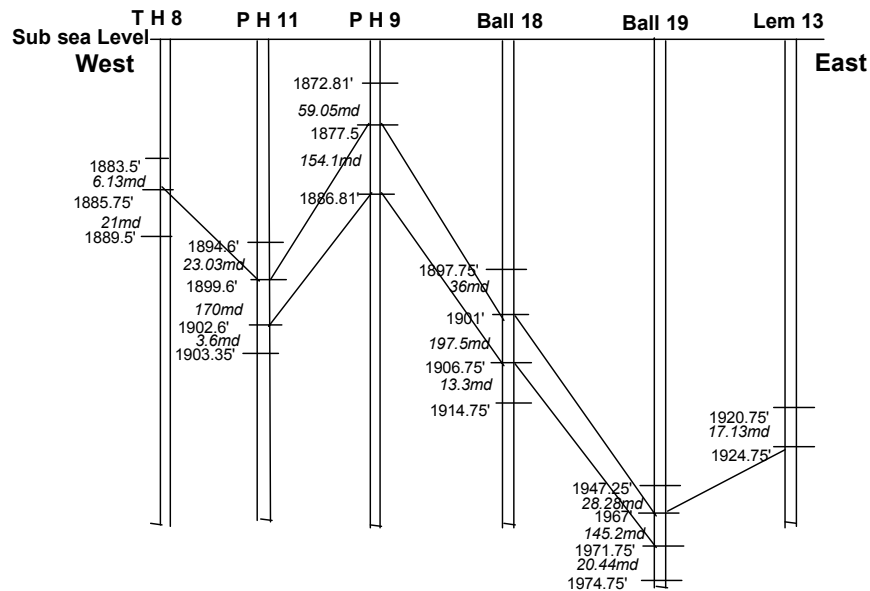 T H 8 P H 11 P H 9 Ball 18 Ball 19 Lem 13
Sub sea Level
West East
1872.81'
59.05md
1877.5
154.1md
1886.81'
1883.5'
6.13md
1885.75'
21md
1889.5'
1894.6'
23.03md
1899.6'
170md
1902.6'
3.6md
1903.35'
1897.75'
36md
1901'
197.5md
1906.75'
13.3md
1914.75'
1947.25'
28.28md
1967'
145.2md
1971.75'
20.44md
1974.75'
1920.75'
17.13md
1924.75'